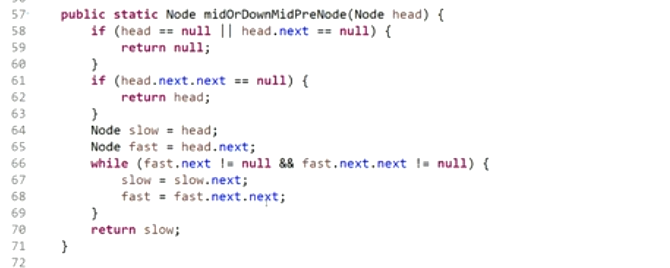 57 public static Node midOrDownMidPreNode(Node head) {
58 if (head == null || head.next == null) {
59 return null;
60 }
61 if (head.next.next == null) {
62 return head;
63 }
64 Node slow = head;
65 Node fast = head.next;
66 while (fast.next != null && fast.next.next != null) {
67 slow = slow.next;
68 fast = fast.next.next;
69 }
70 return slow;
71 }
72